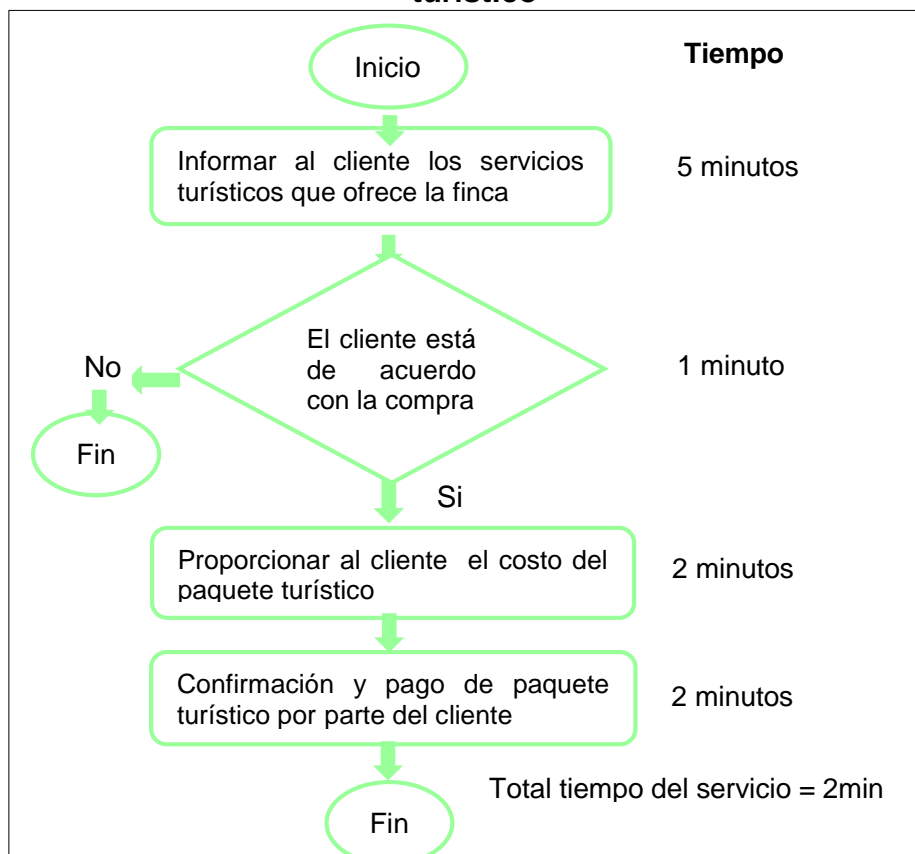 turístico
Inicio
Tiempo
Informar al cliente los servicios
turísticos que ofrece la finca
5 minutos
El cliente está
de acuerdo
con la compra
1 minuto
No
Fin
Si
Proporcionar al cliente el costo del
paquete turístico
2 minutos
Confirmación y pago de paquete
turístico por parte del cliente
2 minutos
Total tiempo del servicio = 2min
Fin